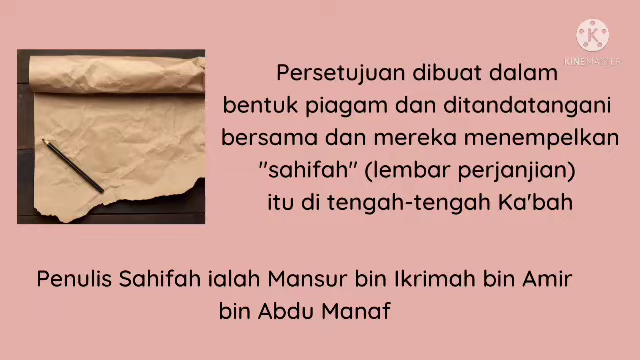 KINEMASTER
Persetujuan dibuat dalam
bentuk piagam dan ditandatangani
bersama dan mereka menempelkan
"sahifah" (lembar perjanjian)
itu di tengah-tengah Ka'bah
Penulis Sahifah ialah Mansur bin Ikrimah bin Amir
bin Abdu Manaf